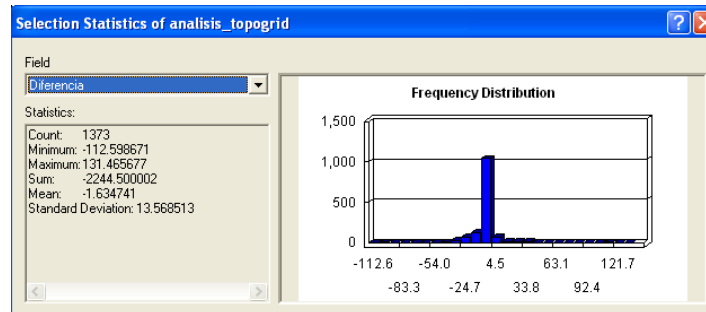 Selection Statistics of analisis_topogrid
Field
Diferencia
Statistics:
Count: 1373
Minimum: -112.598671
Maximum: 131.465677
Sum: -2244.500002
Mean: -1.634741
Standard Deviation: 13.568513
Frequency Distribution
1,500
1,000
500
0
-112.6 -54.0 4.5 63.1 121.7
-83.3 -24.7 33.8 92.4